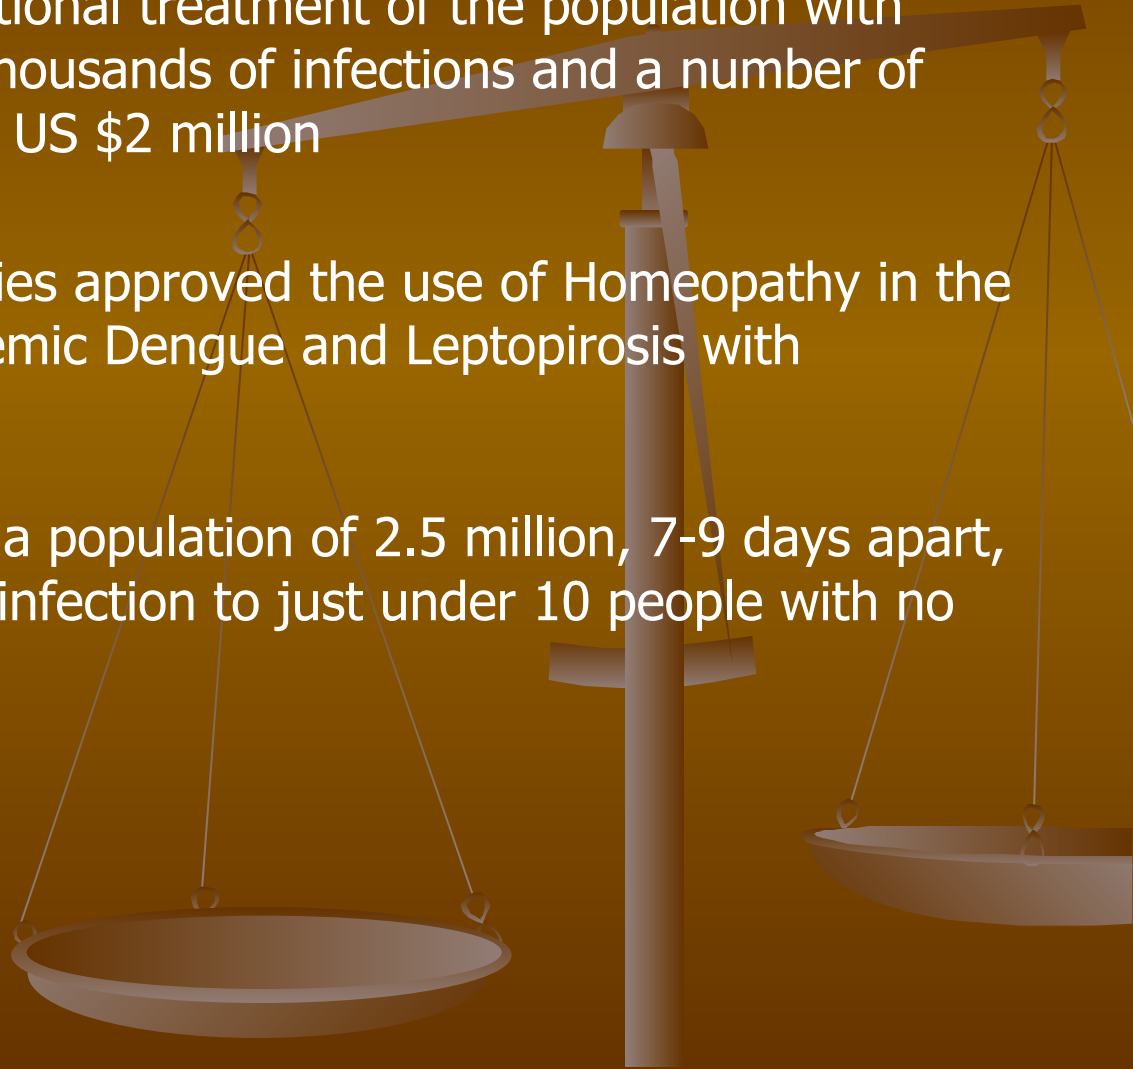 tional treatment of the population with
housands of infections and a number of
US $2 million
ies approved the use of Homeopathy in the
emic Dengue and Leptopirosis with
a population of 2.5 million, 7-9 days apart,
infection to just under 10 people with no